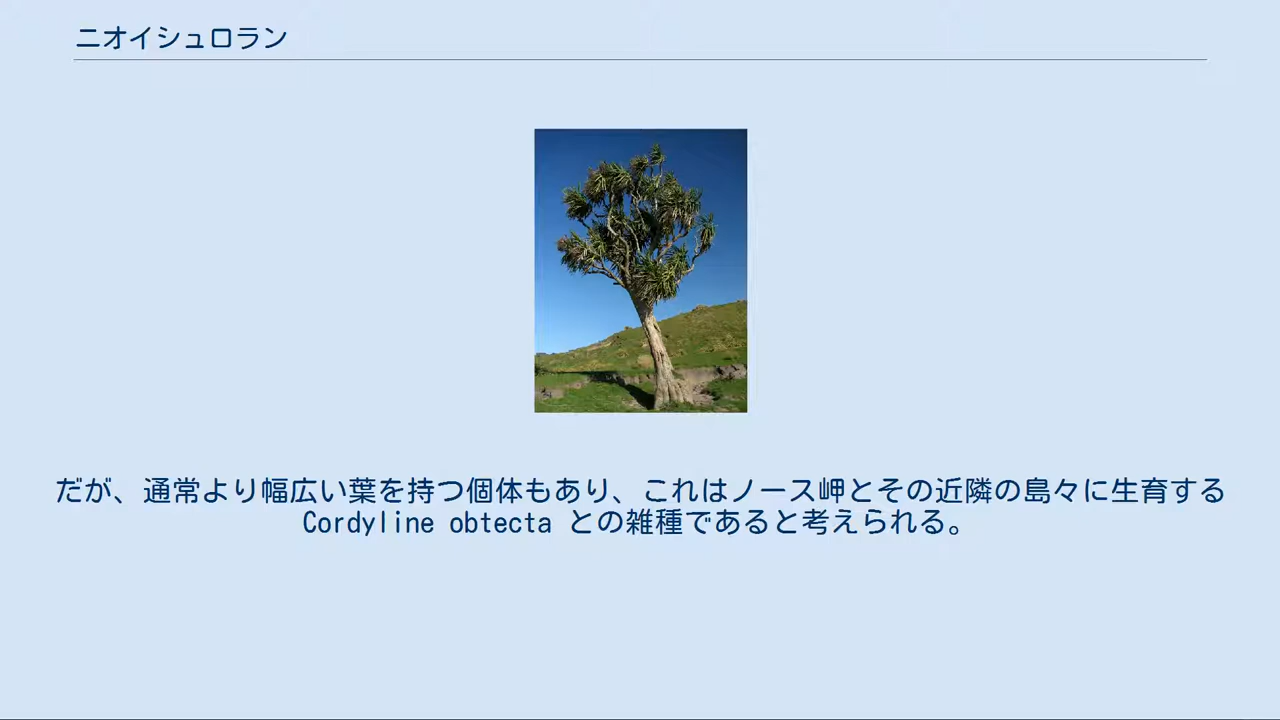 ニオイシュロラン
だが、通常より幅広い葉を持つ個体もあり、これはノース岬とその近隣の島々に生育する
Cordyline obtecta との雑種であると考えられる。